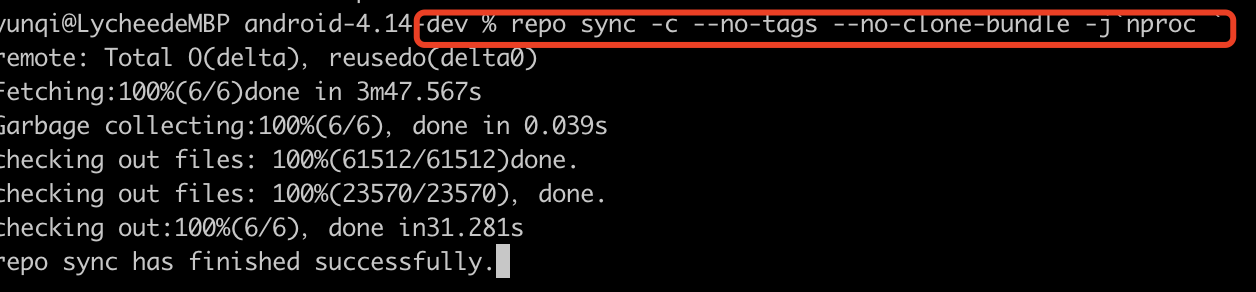 yunqi@LycheedeMBP android-4.14-dev % repo sync -c --no-tags --no-clone-bundle -j`nproc `
remote: Total 0(delta), reusedo(delta0)
Fetching:100%(6/6)done in 3m47.567s
Garbage collecting:100%(6/6), done in 0.039s
checking out files: 100%(61512/61512)done.
checking out files: 100%(23570/23570), done.
checking out:100%(6/6), done in31.281s
repo sync has finished successfully.